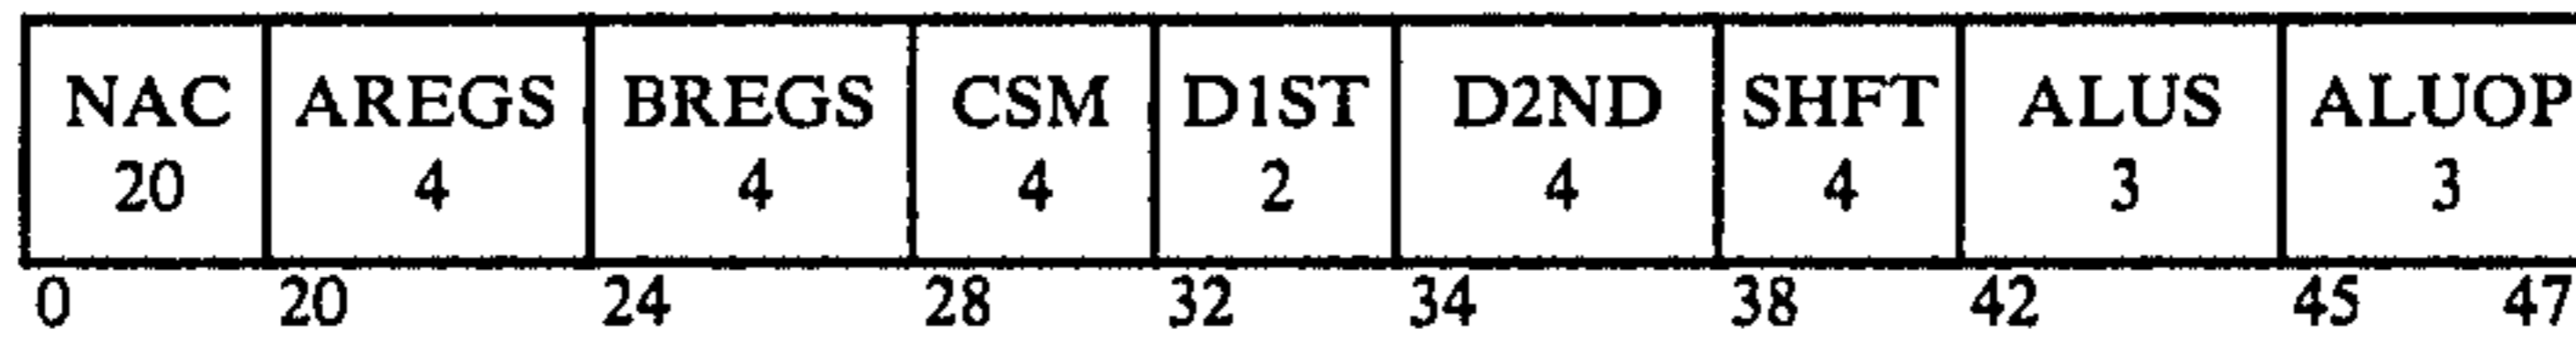 NAC AREGS BREGS CSM D1ST D2ND SHFT ALUS ALUOP
20 4 4 4 2 4 4 3 3
0 20 24 28 32 34 38 42 45 47